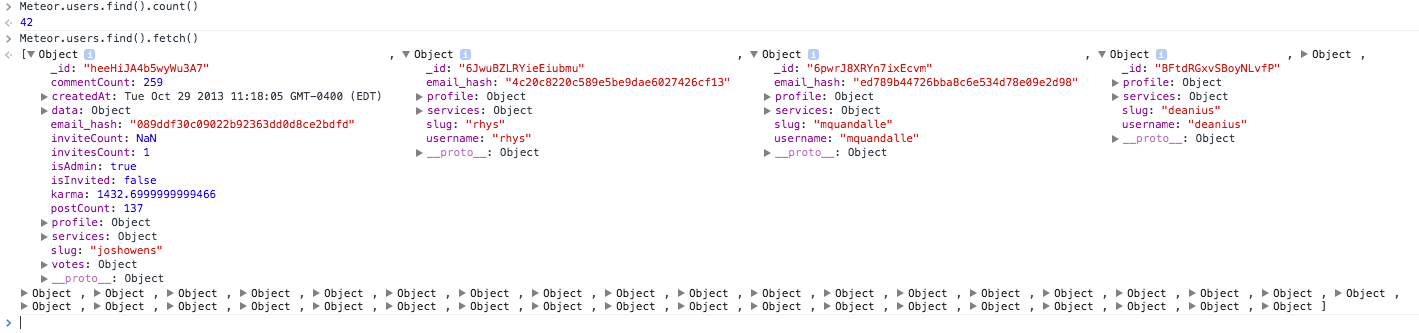 > Meteor.users.find().count()
42
> Meteor.users.find().fetch()
[▼Object i , ▼Object i , ▼Object i , ▼Object i , ▶Object ,
_id: "heeHiJA4b5wyWu3A7" _id: "6JwuBZLRYieEiubmu" _id: "6pwrJ8XRYn7ixEcvm" _id: "BFtdRGxvSBoyNLvfP"
commentCount: 259 email_hash: "4c20c8220c589e5be9dae6027426cf13" email_hash: "ed789b44726bba8c6e534d78e09e2d98" ▶profile: Object
▶createdAt: Tue Oct 29 2013 11:18:05 GMT-0400 (EDT) ▶profile: Object ▶profile: Object ▶services: Object
▶data: Object ▶services: Object ▶services: Object slug: "deanius"
email_hash: "089ddf30c09022b92363dd0d8ce2bdfd" slug: "rhys" slug: "mquandalle" username: "deanius"
inviteCount: NaN username: "rhys" username: "mquandalle" ▶__proto__: Object
invitesCount: 1 ▶__proto__: Object ▶__proto__: Object
isAdmin: true
isInvited: false
karma: 1432.6999999999466
postCount: 137
▶profile: Object
▶services: Object
slug: "joshowens"
▶votes: Object
▶__proto__: Object
▶Object , ▶Object , ▶Object , ▶Object , ▶Object , ▶Object , ▶Object , ▶Object , ▶Object , ▶Object , ▶Object , ▶Object , ▶Object , ▶Object , ▶Object , ▶Object , ▶Object , ▶Object , ▶Object ,
▶Object , ▶Object , ▶Object , ▶Object , ▶Object , ▶Object , ▶Object , ▶Object , ▶Object , ▶Object , ▶Object , ▶Object , ▶Object , ▶Object , ▶Object , ▶Object , ▶Object , ▶Object ]
>